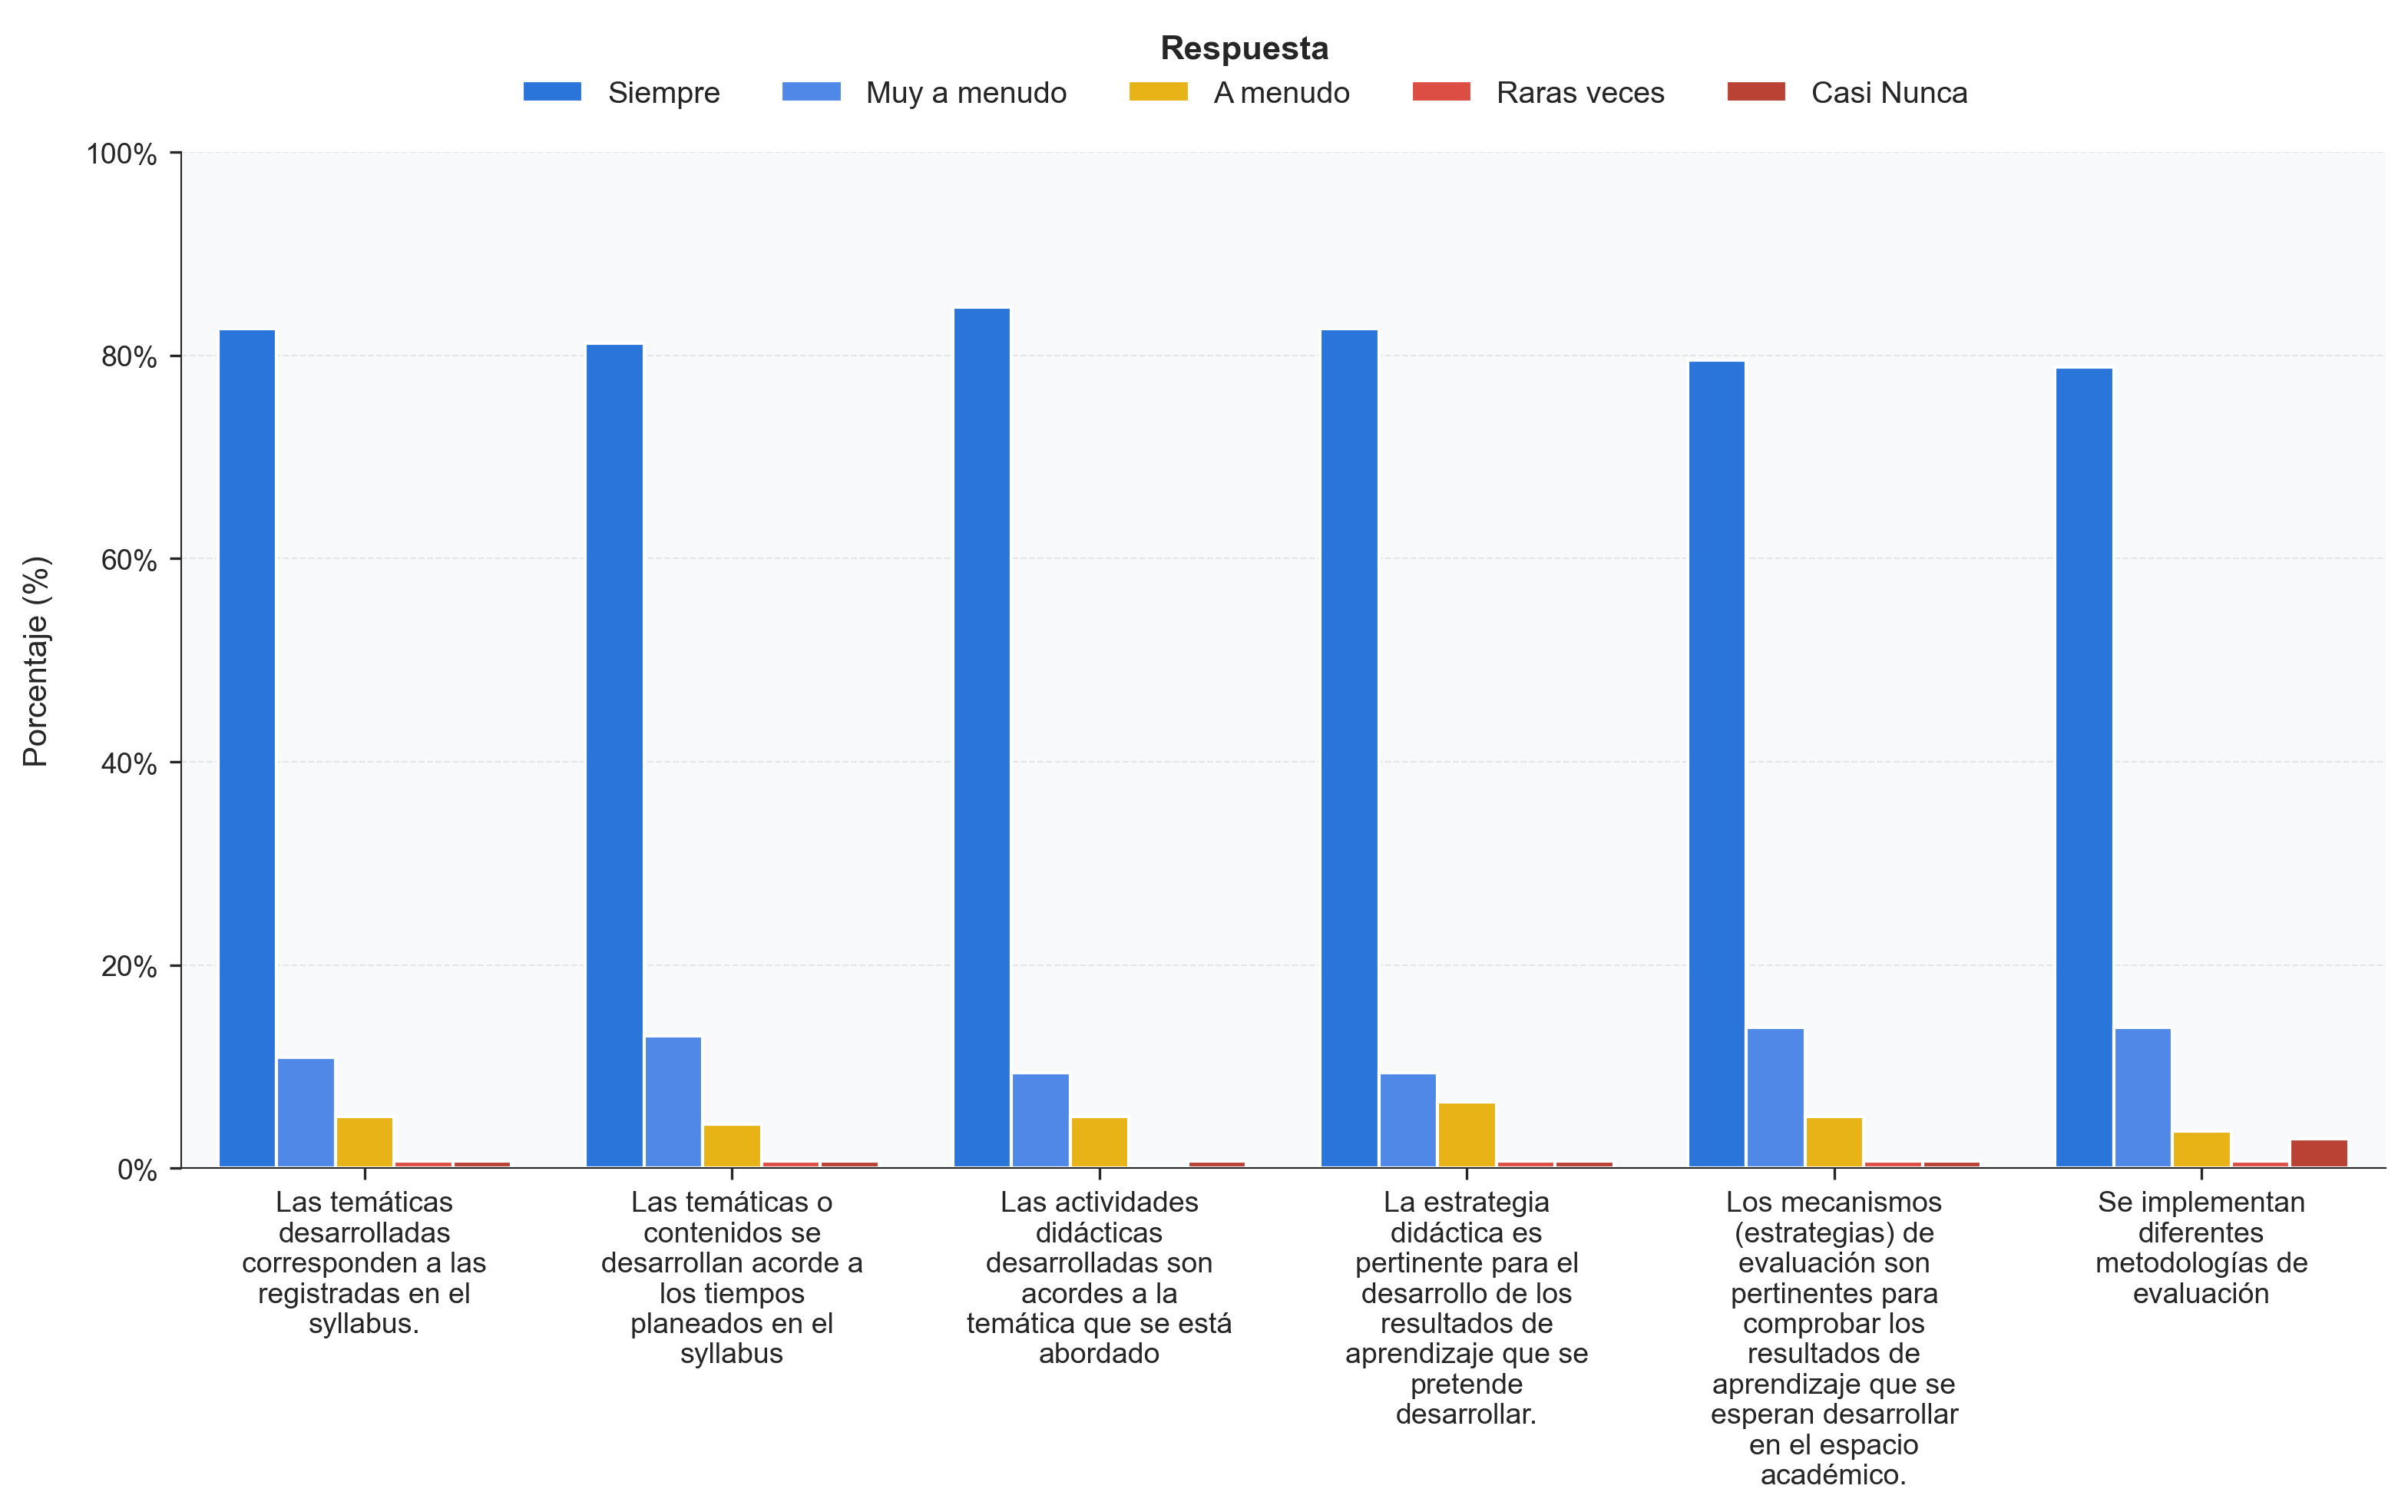 Respuesta
Siempre
Muy a menudo
A menudo
Raras veces
Casi Nunca
Porcentaje (%)
100%
80%
60%
40%
20%
0%
Las temáticas
desarrolladas
corresponden a las
registradas en el
syllabus.
Las temáticas o
contenidos se
desarrollan acorde a
los tiempos
planeados en el
syllabus
Las actividades
didácticas
desarrolladas son
acordes a la
temática que se está
abordado
La estrategia
didáctica es
pertinente para el
desarrollo de los
resultados de
aprendizaje que se
pretende
desarrollar.
Los mecanismos
(estrategias) de
evaluación son
pertinentes para
comprobar los
resultados de
aprendizaje que se
esperan desarrollar
en el espacio
académico.
Se implementan
diferentes
metodologías de
evaluación